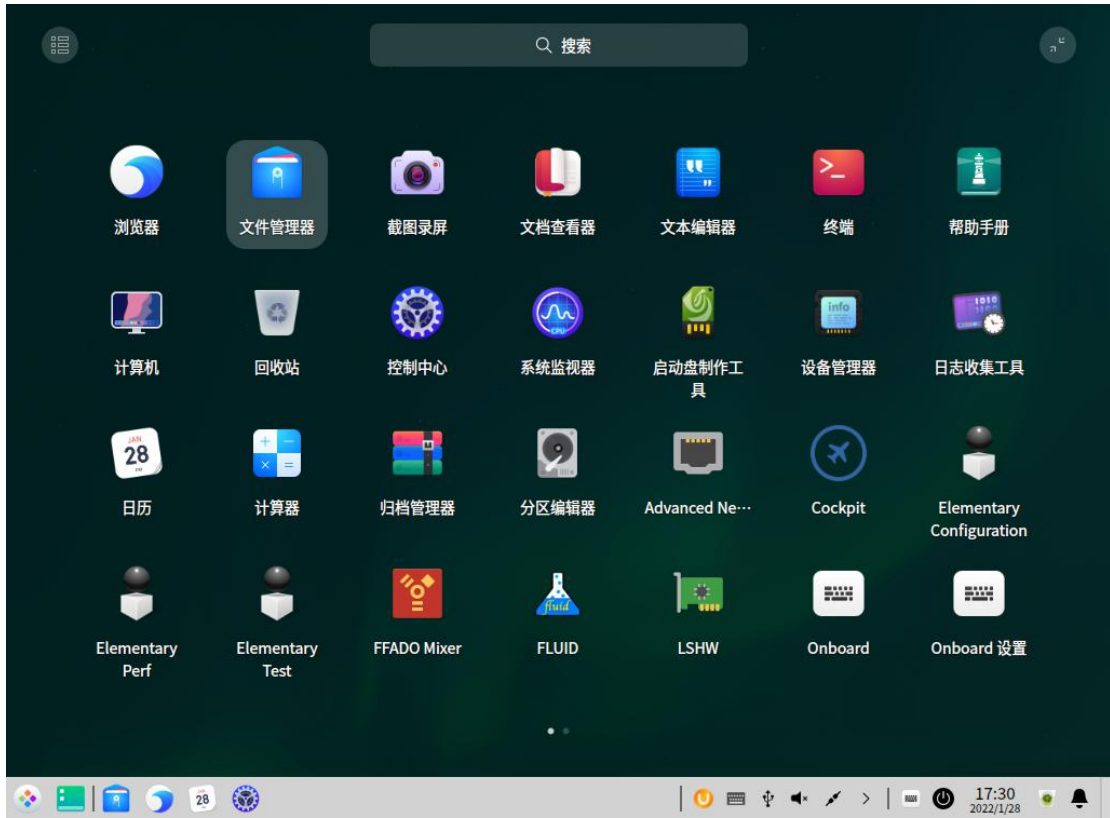 搜索
浏览器
文件管理器
截图录屏
文档查看器
文本编辑器
终端
帮助手册
计算机
回收站
控制中心
CPU
系统监视器
启动盘制作工
具
info
设备管理器
1010
日志收集工具
JAN
28
日历
计算器
M
归档管理器
分区编辑器
Advanced Ne…
Cockpit
Elementary
Configuration
Elementary
Perf
Elementary
Test
FFADO Mixer
fluid
FLUID
LSHW
Onboard
Onboard 设置
28
17:30
2022/1/28